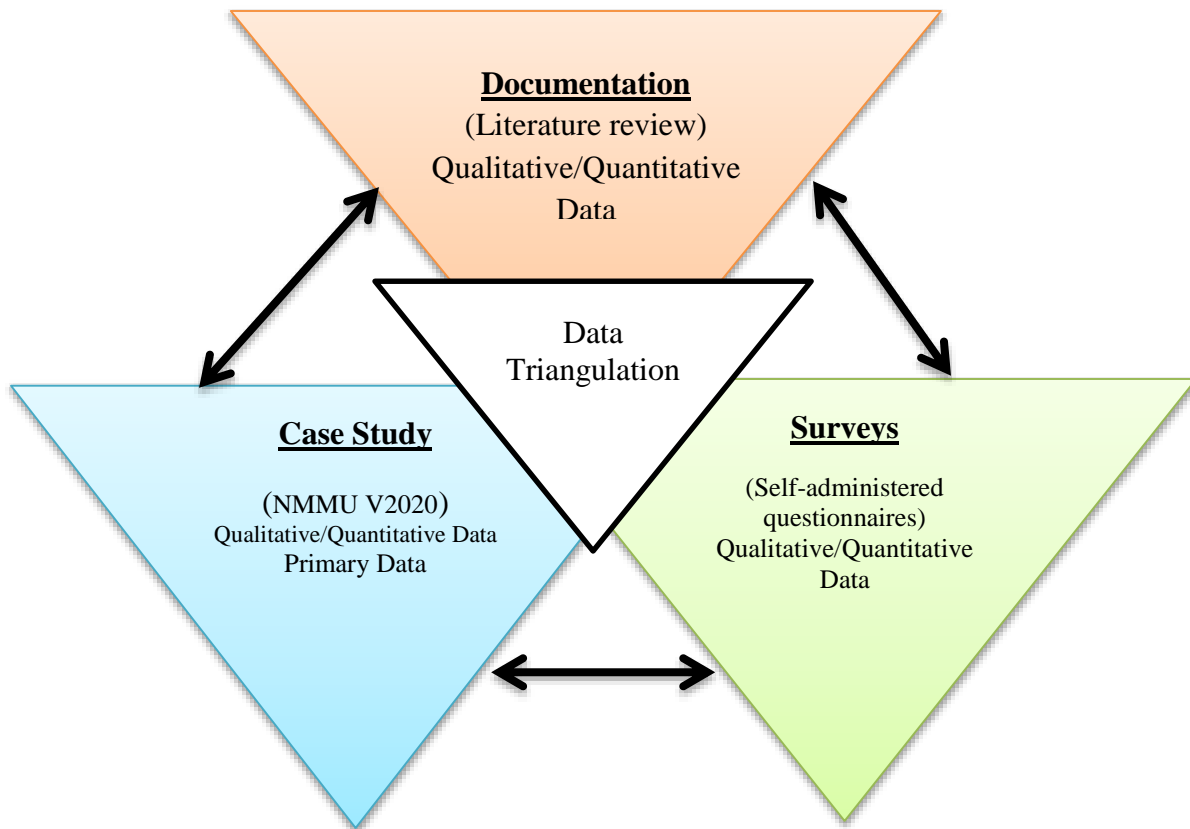 Documentation
(Literature review)
Qualitative/Quantitative
Data
Data
Triangulation
Case Study
(NMMU V2020)
Qualitative/Quantitative Data
Primary Data
Surveys
(Self-administered
questionnaires)
Qualitative/Quantitative
Data